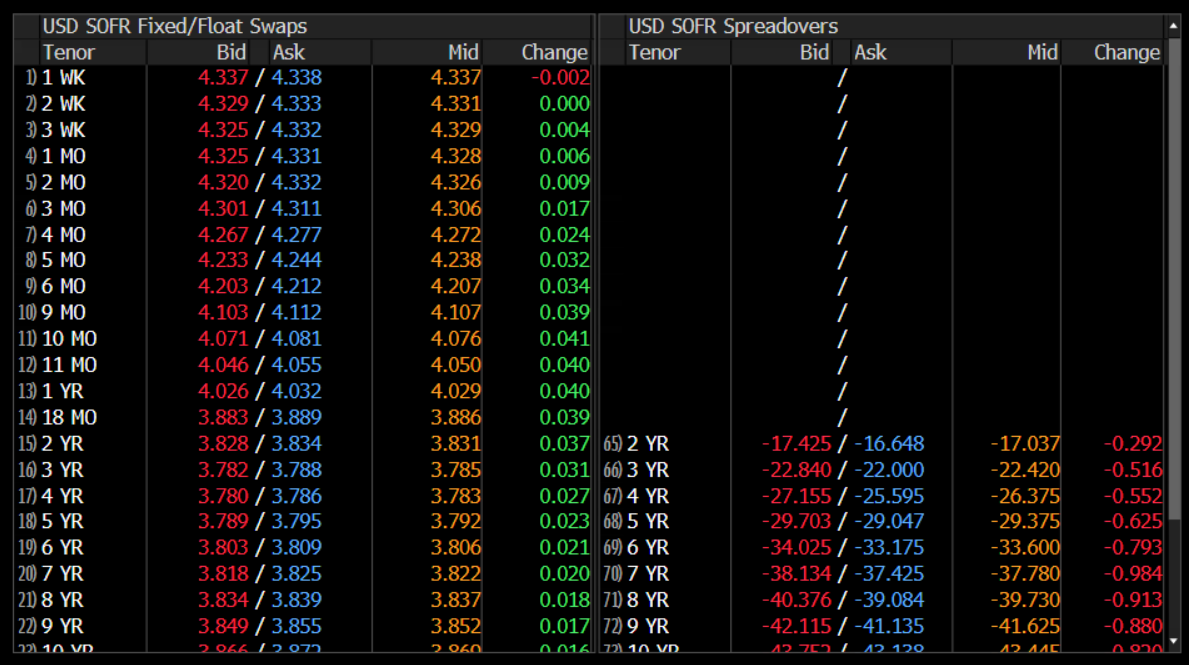 USD SOFR Fixed/Float Swaps USD SOFR Spreadovers
Tenor Bid Ask Mid Change Tenor Bid Ask Mid Change
1) 1 WK 4.337 / 4.338 4.337 -0.002 /
2) 2 WK 4.329 / 4.333 4.331 0.000 /
3) 3 WK 4.325 / 4.332 4.329 0.004 /
4) 1 MO 4.325 / 4.331 4.328 0.006 /
5) 2 MO 4.320 / 4.332 4.326 0.009 /
6) 3 MO 4.301 / 4.311 4.306 0.017 /
7) 4 MO 4.267 / 4.277 4.272 0.024 /
8) 5 MO 4.233 / 4.244 4.238 0.032 /
9) 6 MO 4.203 / 4.212 4.207 0.034 /
10) 9 MO 4.103 / 4.112 4.107 0.039 /
11) 10 MO 4.071 / 4.081 4.076 0.041 /
12) 11 MO 4.046 / 4.055 4.050 0.040 /
13) 1 YR 4.026 / 4.032 4.029 0.040 /
14) 18 MO 3.883 / 3.889 3.886 0.039 /
15) 2 YR 3.828 / 3.834 3.831 0.037 65) 2 YR -17.425 / -16.648 -17.037 -0.292
16) 3 YR 3.782 / 3.788 3.785 0.031 66) 3 YR -22.840 / -22.000 -22.420 -0.516
17) 4 YR 3.780 / 3.786 3.783 0.027 67) 4 YR -27.155 / -25.595 -26.375 -0.552
18) 5 YR 3.789 / 3.795 3.792 0.023 68) 5 YR -29.703 / -29.047 -29.375 -0.625
19) 6 YR 3.803 / 3.809 3.806 0.021 69) 6 YR -34.025 / -33.175 -33.600 -0.793
20) 7 YR 3.818 / 3.825 3.822 0.020 70) 7 YR -38.134 / -37.425 -37.780 -0.984
21) 8 YR 3.834 / 3.839 3.837 0.018 71) 8 YR -40.376 / -39.084 -39.730 -0.913
22) 9 YR 3.849 / 3.855 3.852 0.017 72) 9 YR -42.115 / -41.135 -41.625 -0.880
10 YR 10 YR